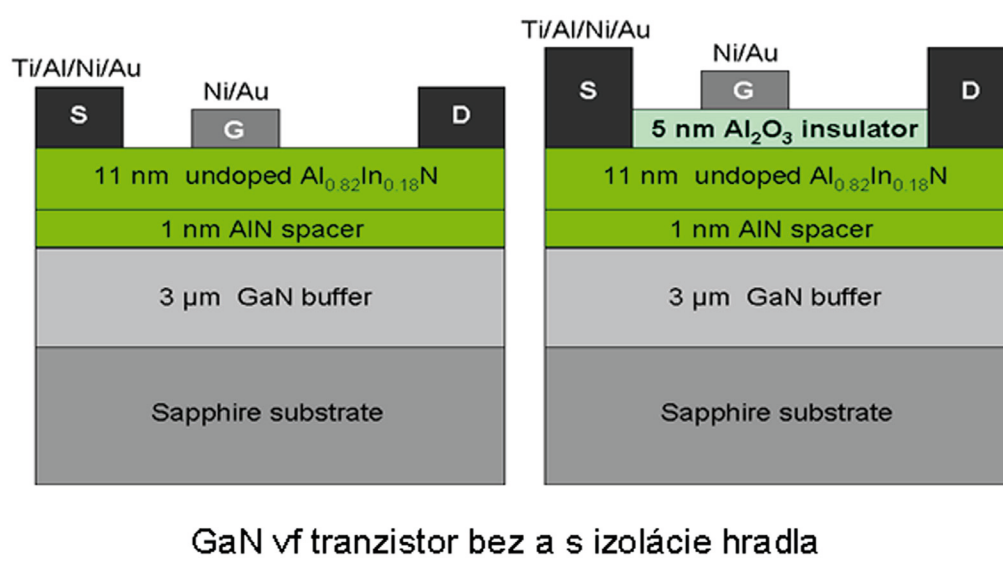 Ti/Al/Ni/Au
Ni/Au
S
G
D
11 nm undoped Al0.82In0.18N
1 nm AlN spacer
3 µm GaN buffer
Sapphire substrate
Ti/Al/Ni/Au
Ni/Au
S
G
D
5 nm Al2O3 insulator
11 nm undoped Al0.82In0.18N
1 nm AlN spacer
3 µm GaN buffer
Sapphire substrate
GaN vf tranzistor bez a s izolácie hradla